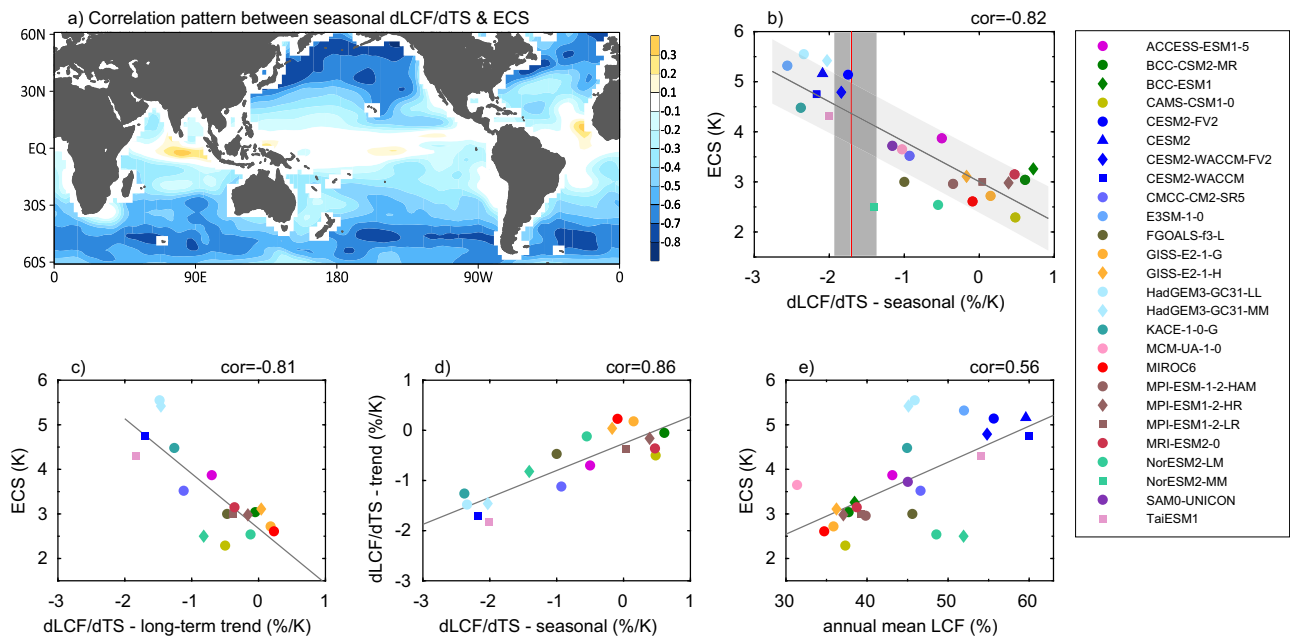 a) Correlation pattern between seasonal dLCF/dTS & ECS
60N
30N
EQ
30S
60S
0
90E
180
90W
0
0.3
0.2
0.1
-0.1
-0.2
-0.3
-0.4
-0.5
-0.6
-0.7
-0.8
b)
cor=-0.82
ECS (K)
6
5
4
3
2
-3
-2
-1
0
1
dLCF/dTS - seasonal (%/K)
ACCESS-ESM1-5
BCC-CSM2-MR
BCC-ESM1
CAMS-CSM1-0
CESM2-FV2
CESM2
CESM2-WACCM-FV2
CESM2-WACCM
CMCC-CM2-SR5
E3SM-1-0
FGOALS-f3-L
GISS-E2-1-G
GISS-E2-1-H
HadGEM3-GC31-LL
HadGEM3-GC31-MM
KACE-1-0-G
MCM-UA-1-0
MIROC6
MPI-ESM-1-2-HAM
MPI-ESM1-2-HR
MPI-ESM1-2-LR
MRI-ESM2-0
NorESM2-LM
NorESM2-MM
SAM0-UNICON
TaiESM1
c)
cor=-0.81
ECS (K)
6
5
4
3
2
-3
-2
-1
0
1
dLCF/dTS - long-term trend (%/K)
d)
cor=0.86
dLCF/dTS - trend (%/K)
1
0
-1
-2
-3
-3
-2
-1
0
1
dLCF/dTS - seasonal (%/K)
e)
cor=0.56
ECS (K)
6
5
4
3
2
30
40
50
60
annual mean LCF (%)